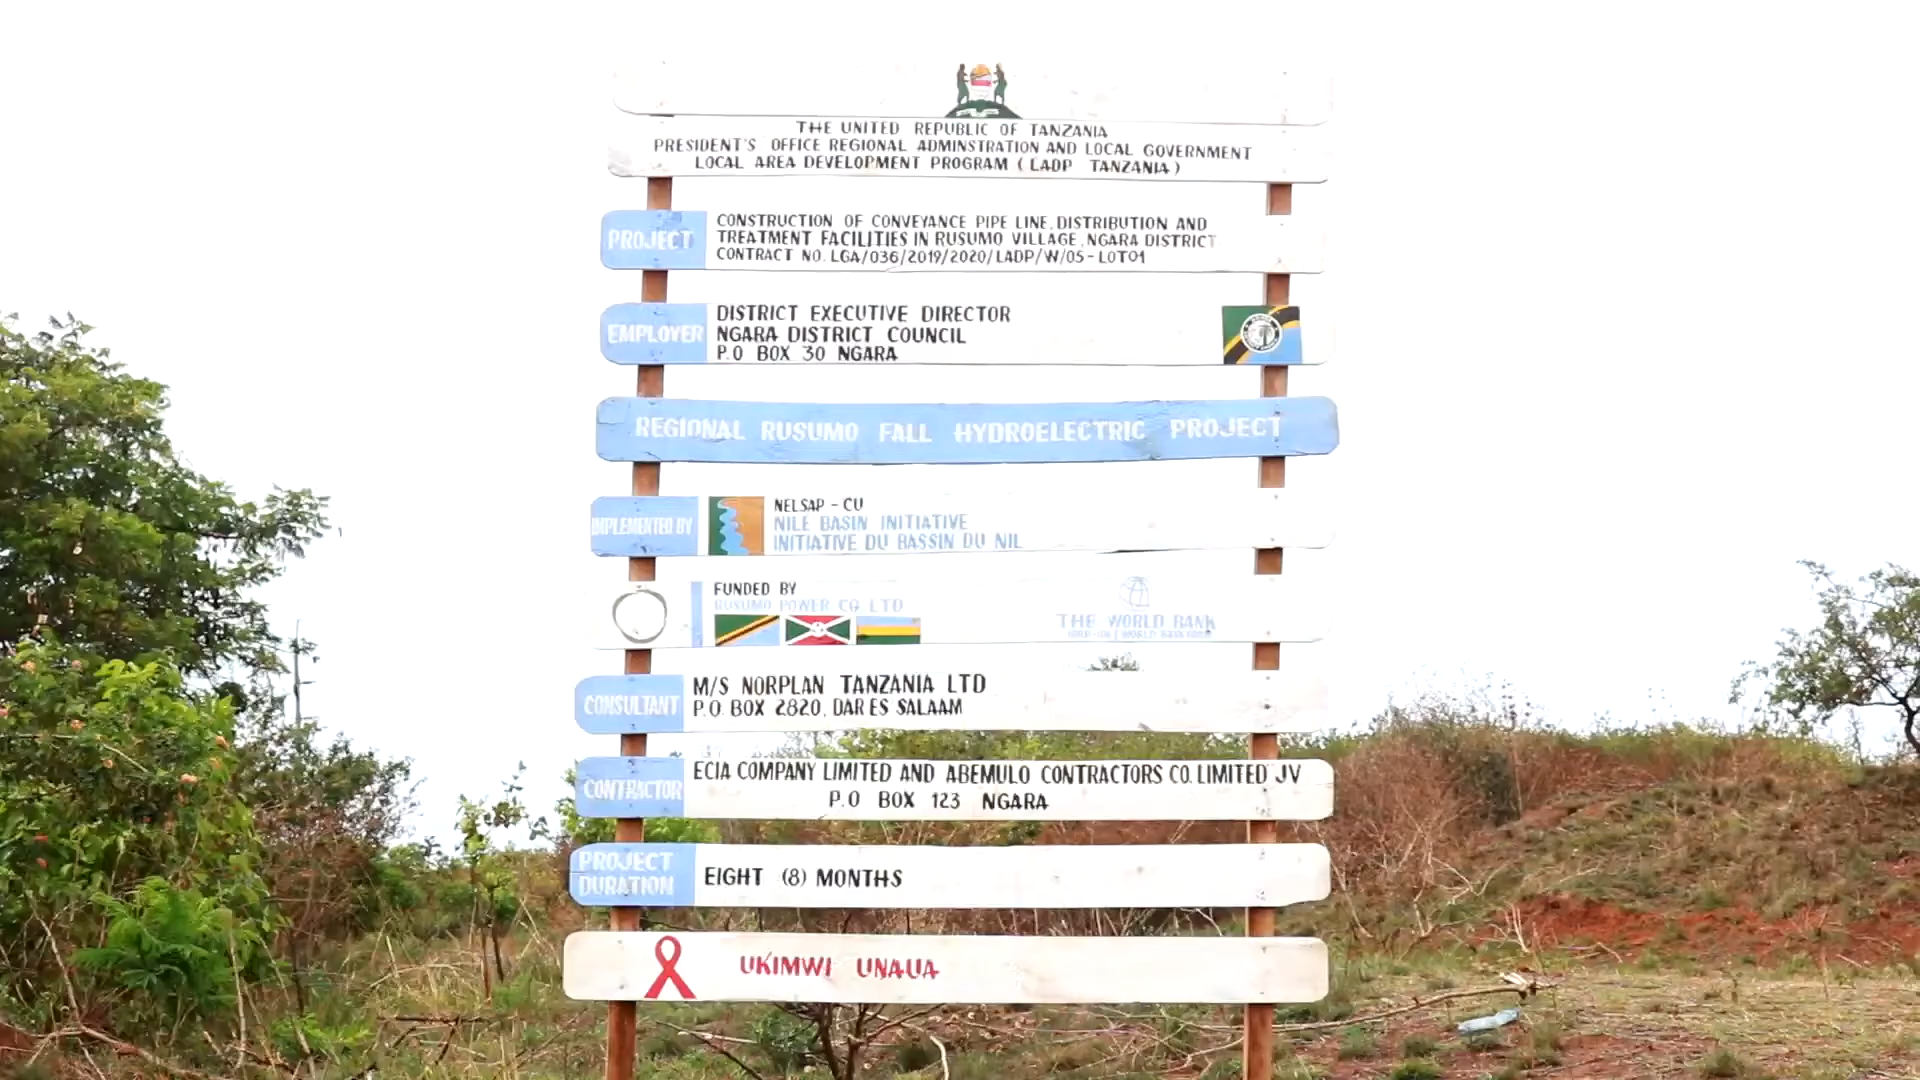 THE UNITED REPUBLIC OF TANZANIA
PRESIDENT'S OFFICE REGIONAL ADMINSTRATION AND LOCAL GOVERNMENT
LOCAL AREA DEVELOPMENT PROGRAM (LADP TANZANIA)
PROJECT
CONSTRUCTION OF CONVEYANCE PIPE LINE, DISTRIBUTION AND
TREATMENT FACILITIES IN RUSUMO VILLAGE, NGARA DISTRICT
CONTRACT NO. LGA/036/2019/2020/LADP/W/05-LOT01
EMPLOYER
DISTRICT EXECUTIVE DIRECTOR
NGARA DISTRICT COUNCIL
P.O BOX 30 NGARA
REGIONAL RUSUMO FALL HYDROELECTRIC PROJECT
IMPLEMENTED BY
NELSAP - CU
NILE BASIN INITIATIVE
INITIATIVE DU BASSIN DU NIL
FUNDED BY
RUSUMO POWER CO LTD
THE WORLD BANK
CONSULTANT
M/S NORPLAN TANZANIA LTD
P.O. BOX 2820, DAR ES SALAAM
CONTRACTOR
ECIA COMPANY LIMITED AND ABEMULO CONTRACTORS CO. LIMITED JV
P.O BOX 123 NGARA
PROJECT
DURATION
EIGHT (8) MONTHS
UKIMWI UNAUA